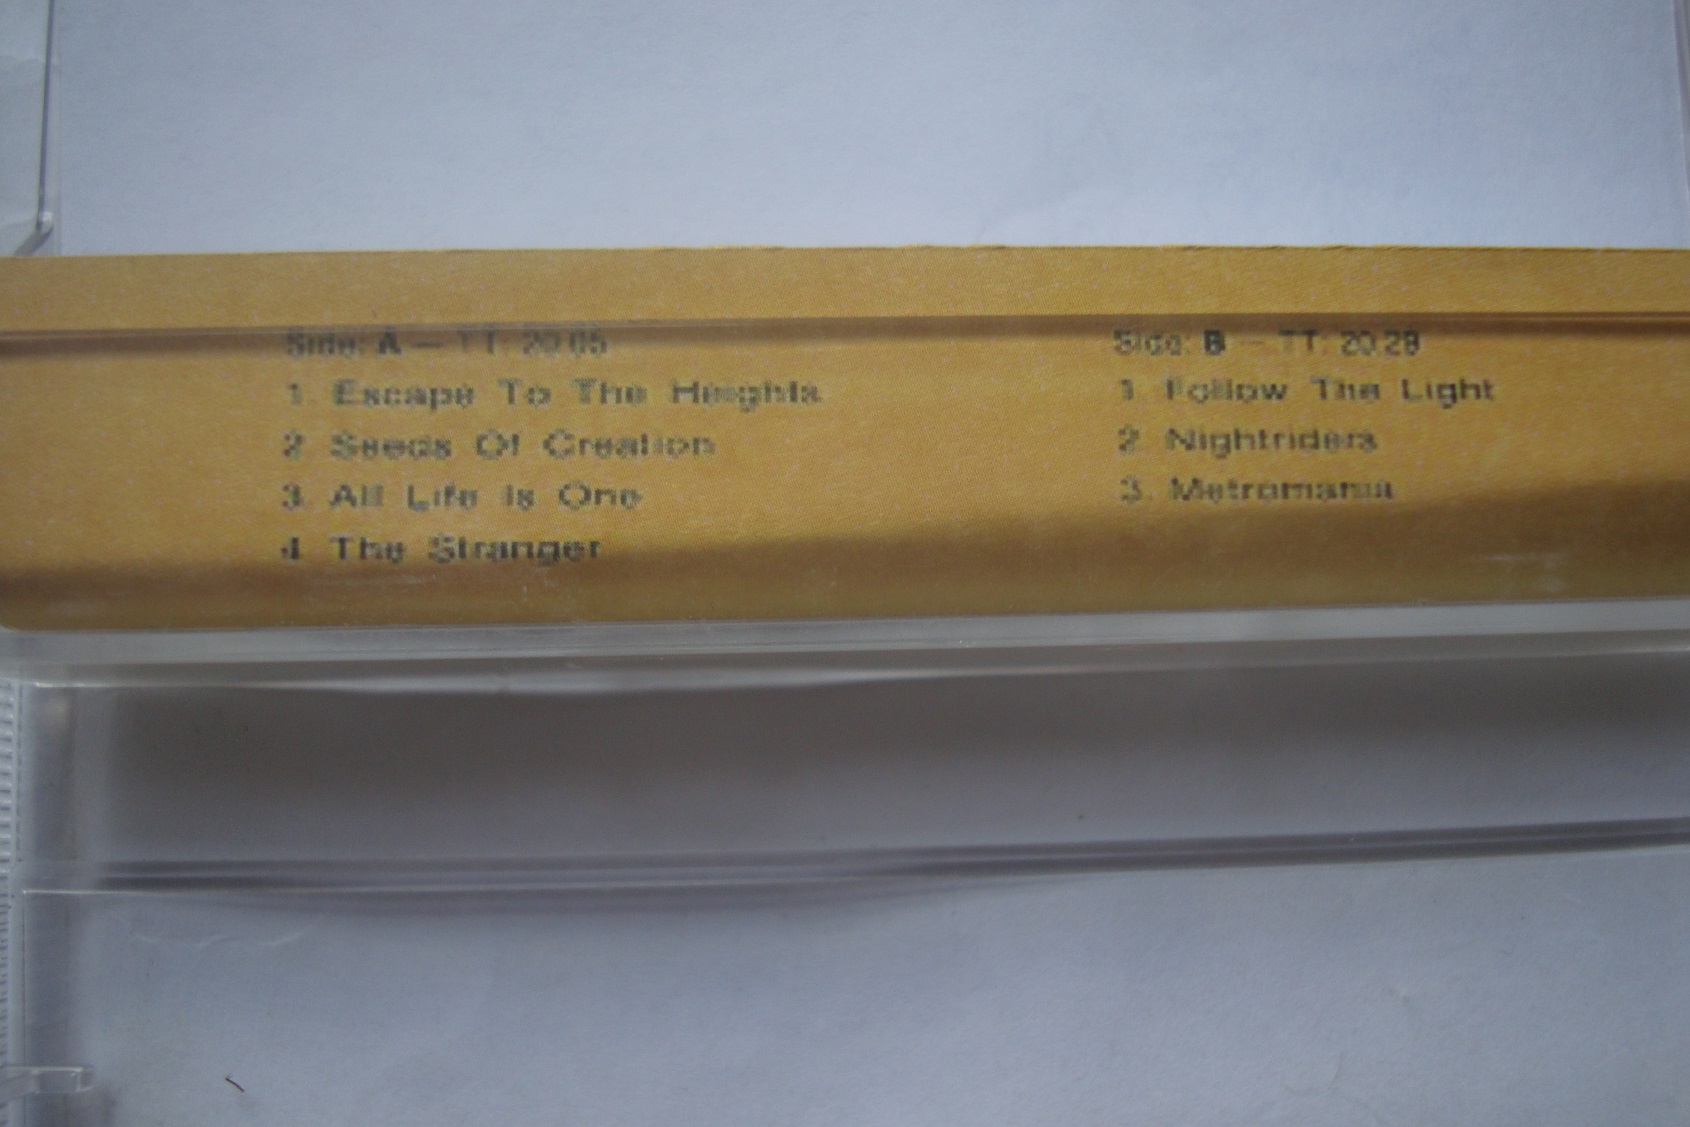 Side: A — TT: 20:05
1. Escape To The Heights
2. Seeds Of Creation
3. All Life Is One
4. The Stranger
Side: B — TT: 20:28
1. Follow The Light
2. Nightriders
3. Metromania